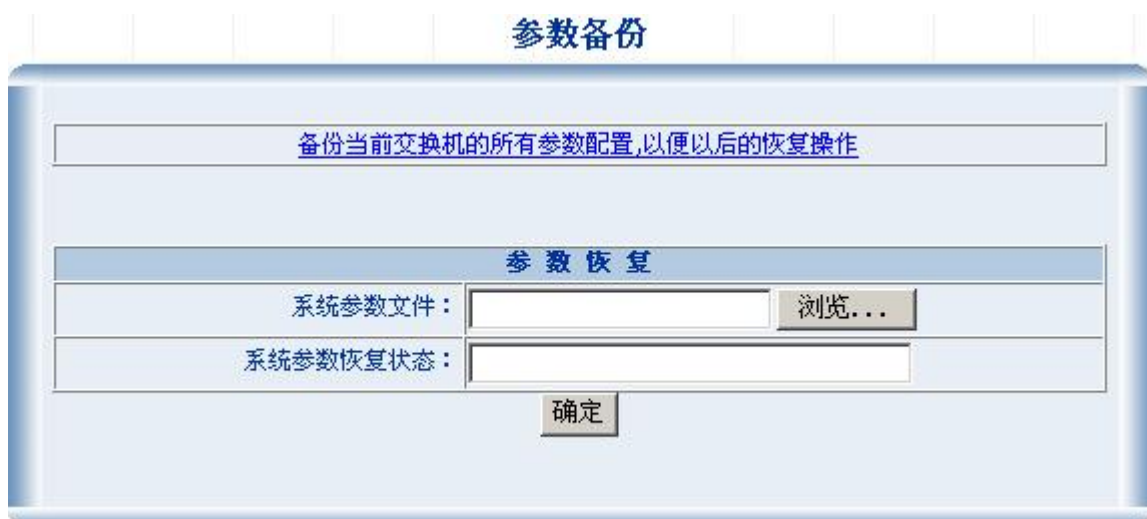 参数备份
备份当前交换机的所有参数配置,以便以后的恢复操作
参 数 恢 复
系统参数文件： 浏览...
系统参数恢复状态：
确定